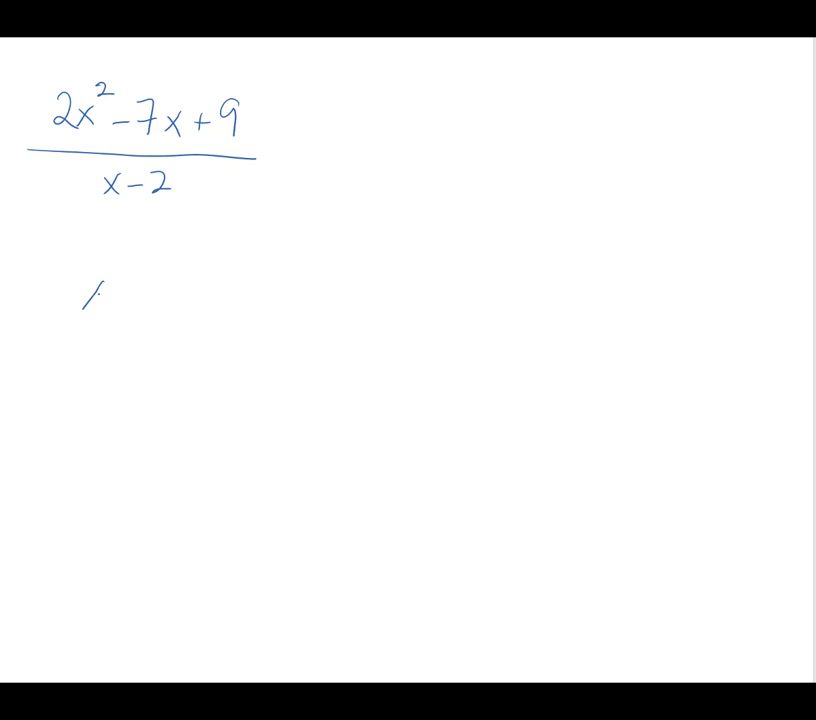 2x² - 7x + 9
x - 2